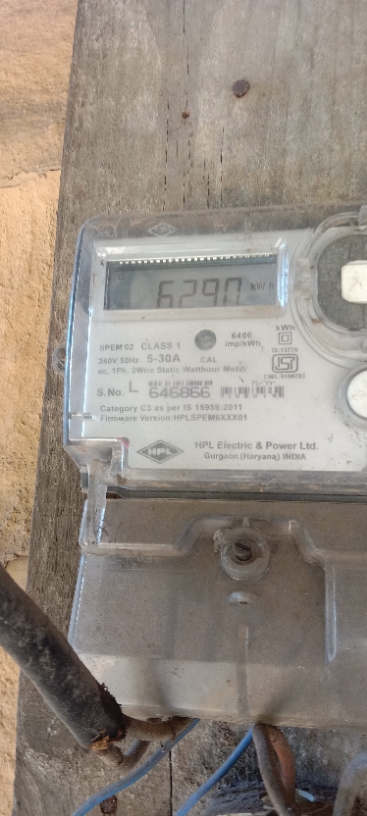 6290 kWh
SPEM 02 CLASS 1
240V, 50Hz, 5-30A CAL
6400 imp/kWh
kWh
ac, 1Ph, 2Wire Static Watthour Meter
S.No. L 646866
Category C3 as per IS 15959:2011
Firmware Version:HPLSPEM6XXX01
HPL
HPL Electric & Power Ltd.
Gurgaon (Haryana) INDIA